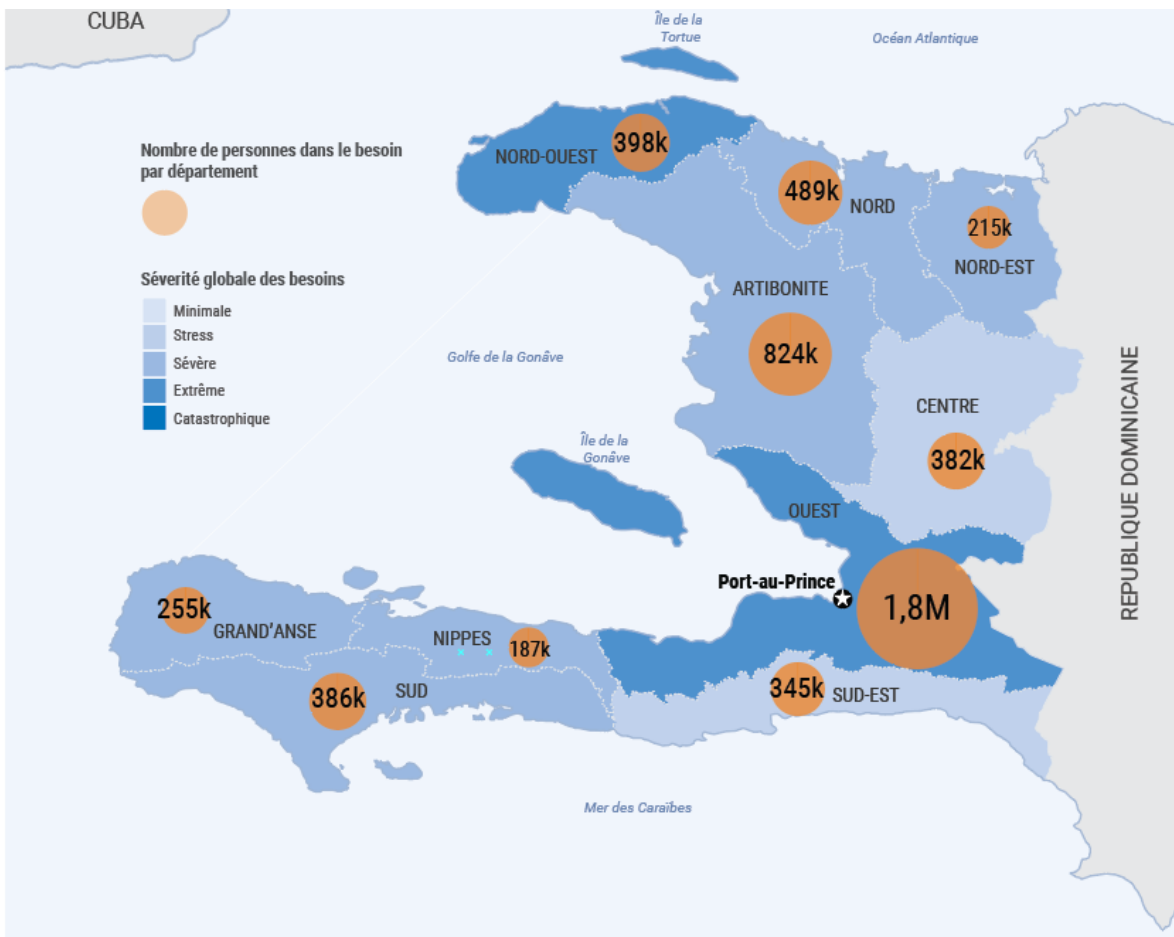 CUBA
Île de la
Tortue
Océan Atlantique
Nombre de personnes dans le besoin
par département
NORD-OUEST
398k
489k
NORD
215k
NORD-EST
Séverité globale des besoins
Minimale
Stress
Sévère
Extrême
Catastrophique
ARTIBONITE
824k
Golfe de la Gonâve
CENTRE
382k
REPUBLIQUE DOMINICAINE
Île de la
Gonâve
OUEST
Port-au-Prince
1,8M
255k
GRAND'ANSE
NIPPES
187k
386k
SUD
345k
SUD-EST
Mer des Caraïbes